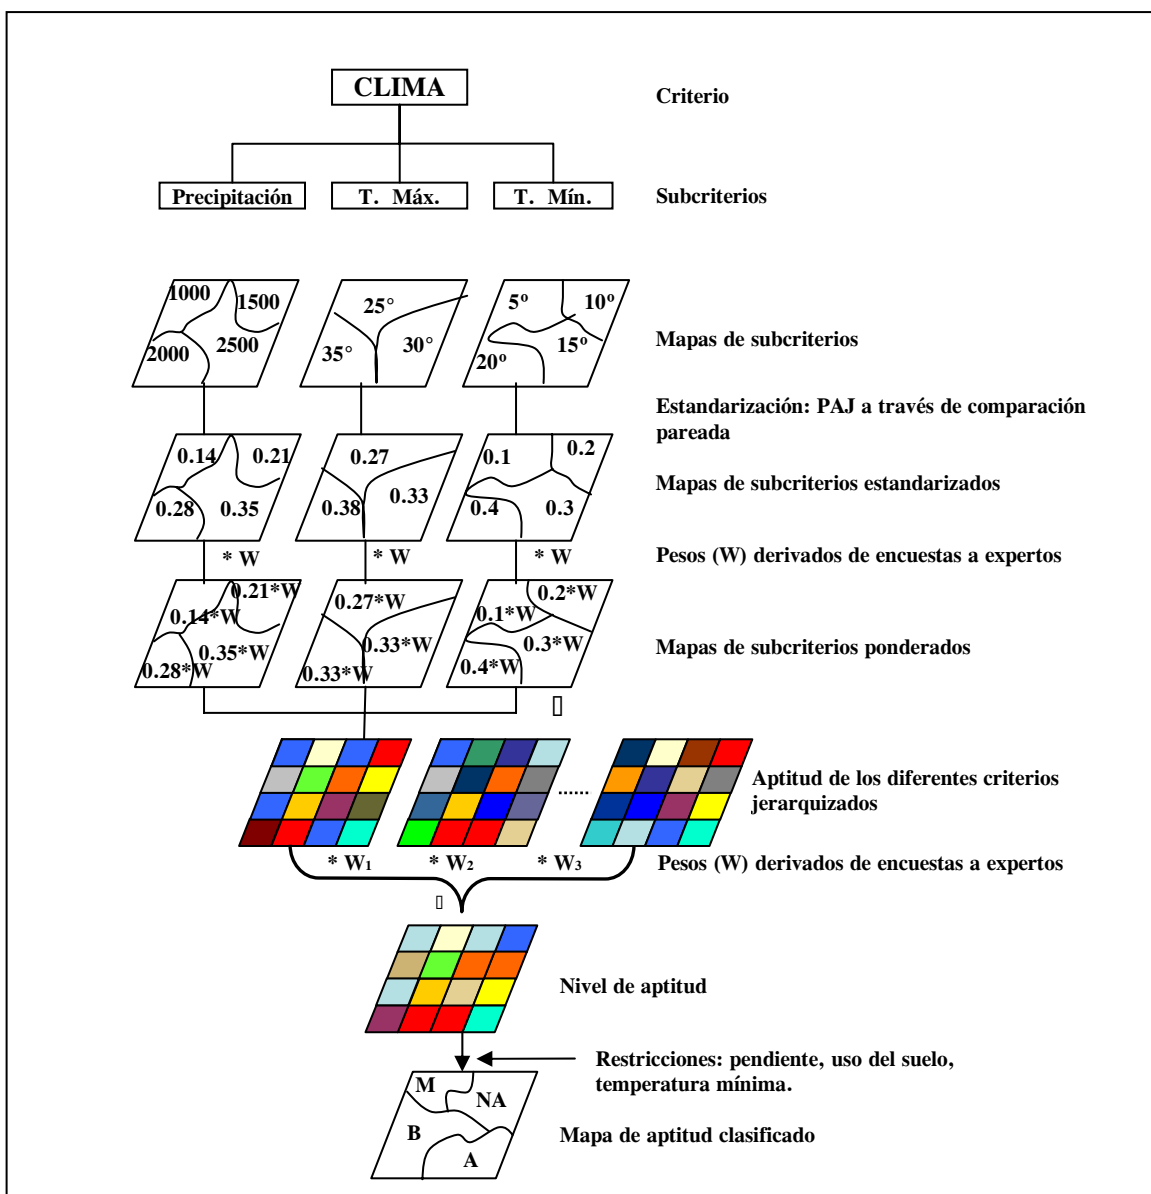 CLIMA
Criterio
Precipitación
T. Máx.
T. Mín.
Subcriterios
1000
1500
2000
2500
25°
35°
30°
5º
10º
15º
20º
Mapas de subcriterios
Estandarización: PAJ a través de comparación
pareada
0.14
0.21
0.28
0.35
0.27
0.38
0.33
0.1
0.2
0.4
0.3
Mapas de subcriterios estandarizados
* W
* W
* W
Pesos (W) derivados de encuestas a expertos
0.21*W
0.14*W
0.35*W
0.28*W
0.27*W
0.33*W
0.33*W
0.2*W
0.1*W
0.3*W
0.4*W
Mapas de subcriterios ponderados
......
Aptitud de los diferentes criterios
jerarquizados
* W1
* W2
* W3
Pesos (W) derivados de encuestas a expertos
Nivel de aptitud
Restricciones: pendiente, uso del suelo,
temperatura mínima.
M
NA
B
A
Mapa de aptitud clasificado